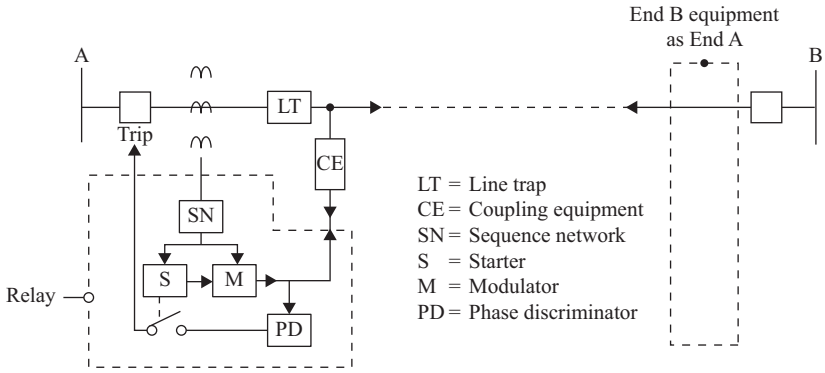 End B equipment
as End A
A
B
LT
Trip
CE
SN
S
M
PD
Relay
LT = Line trap
CE = Coupling equipment
SN = Sequence network
S = Starter
M = Modulator
PD = Phase discriminator